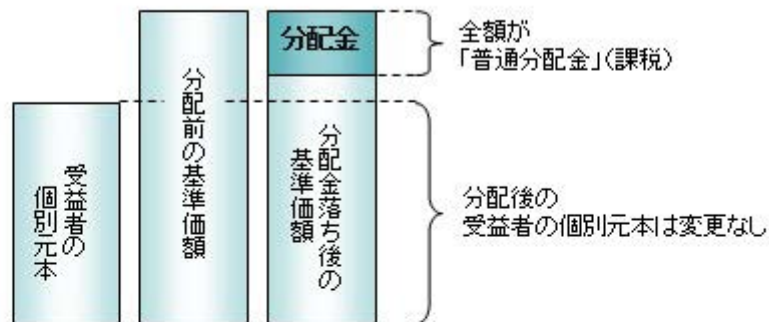 受益者の
個別元本
分配前の基準価額
分配金
分配金落ち後の
基準価額
全額が
「普通分配金」(課税)
分配後の
受益者の個別元本は変更なし